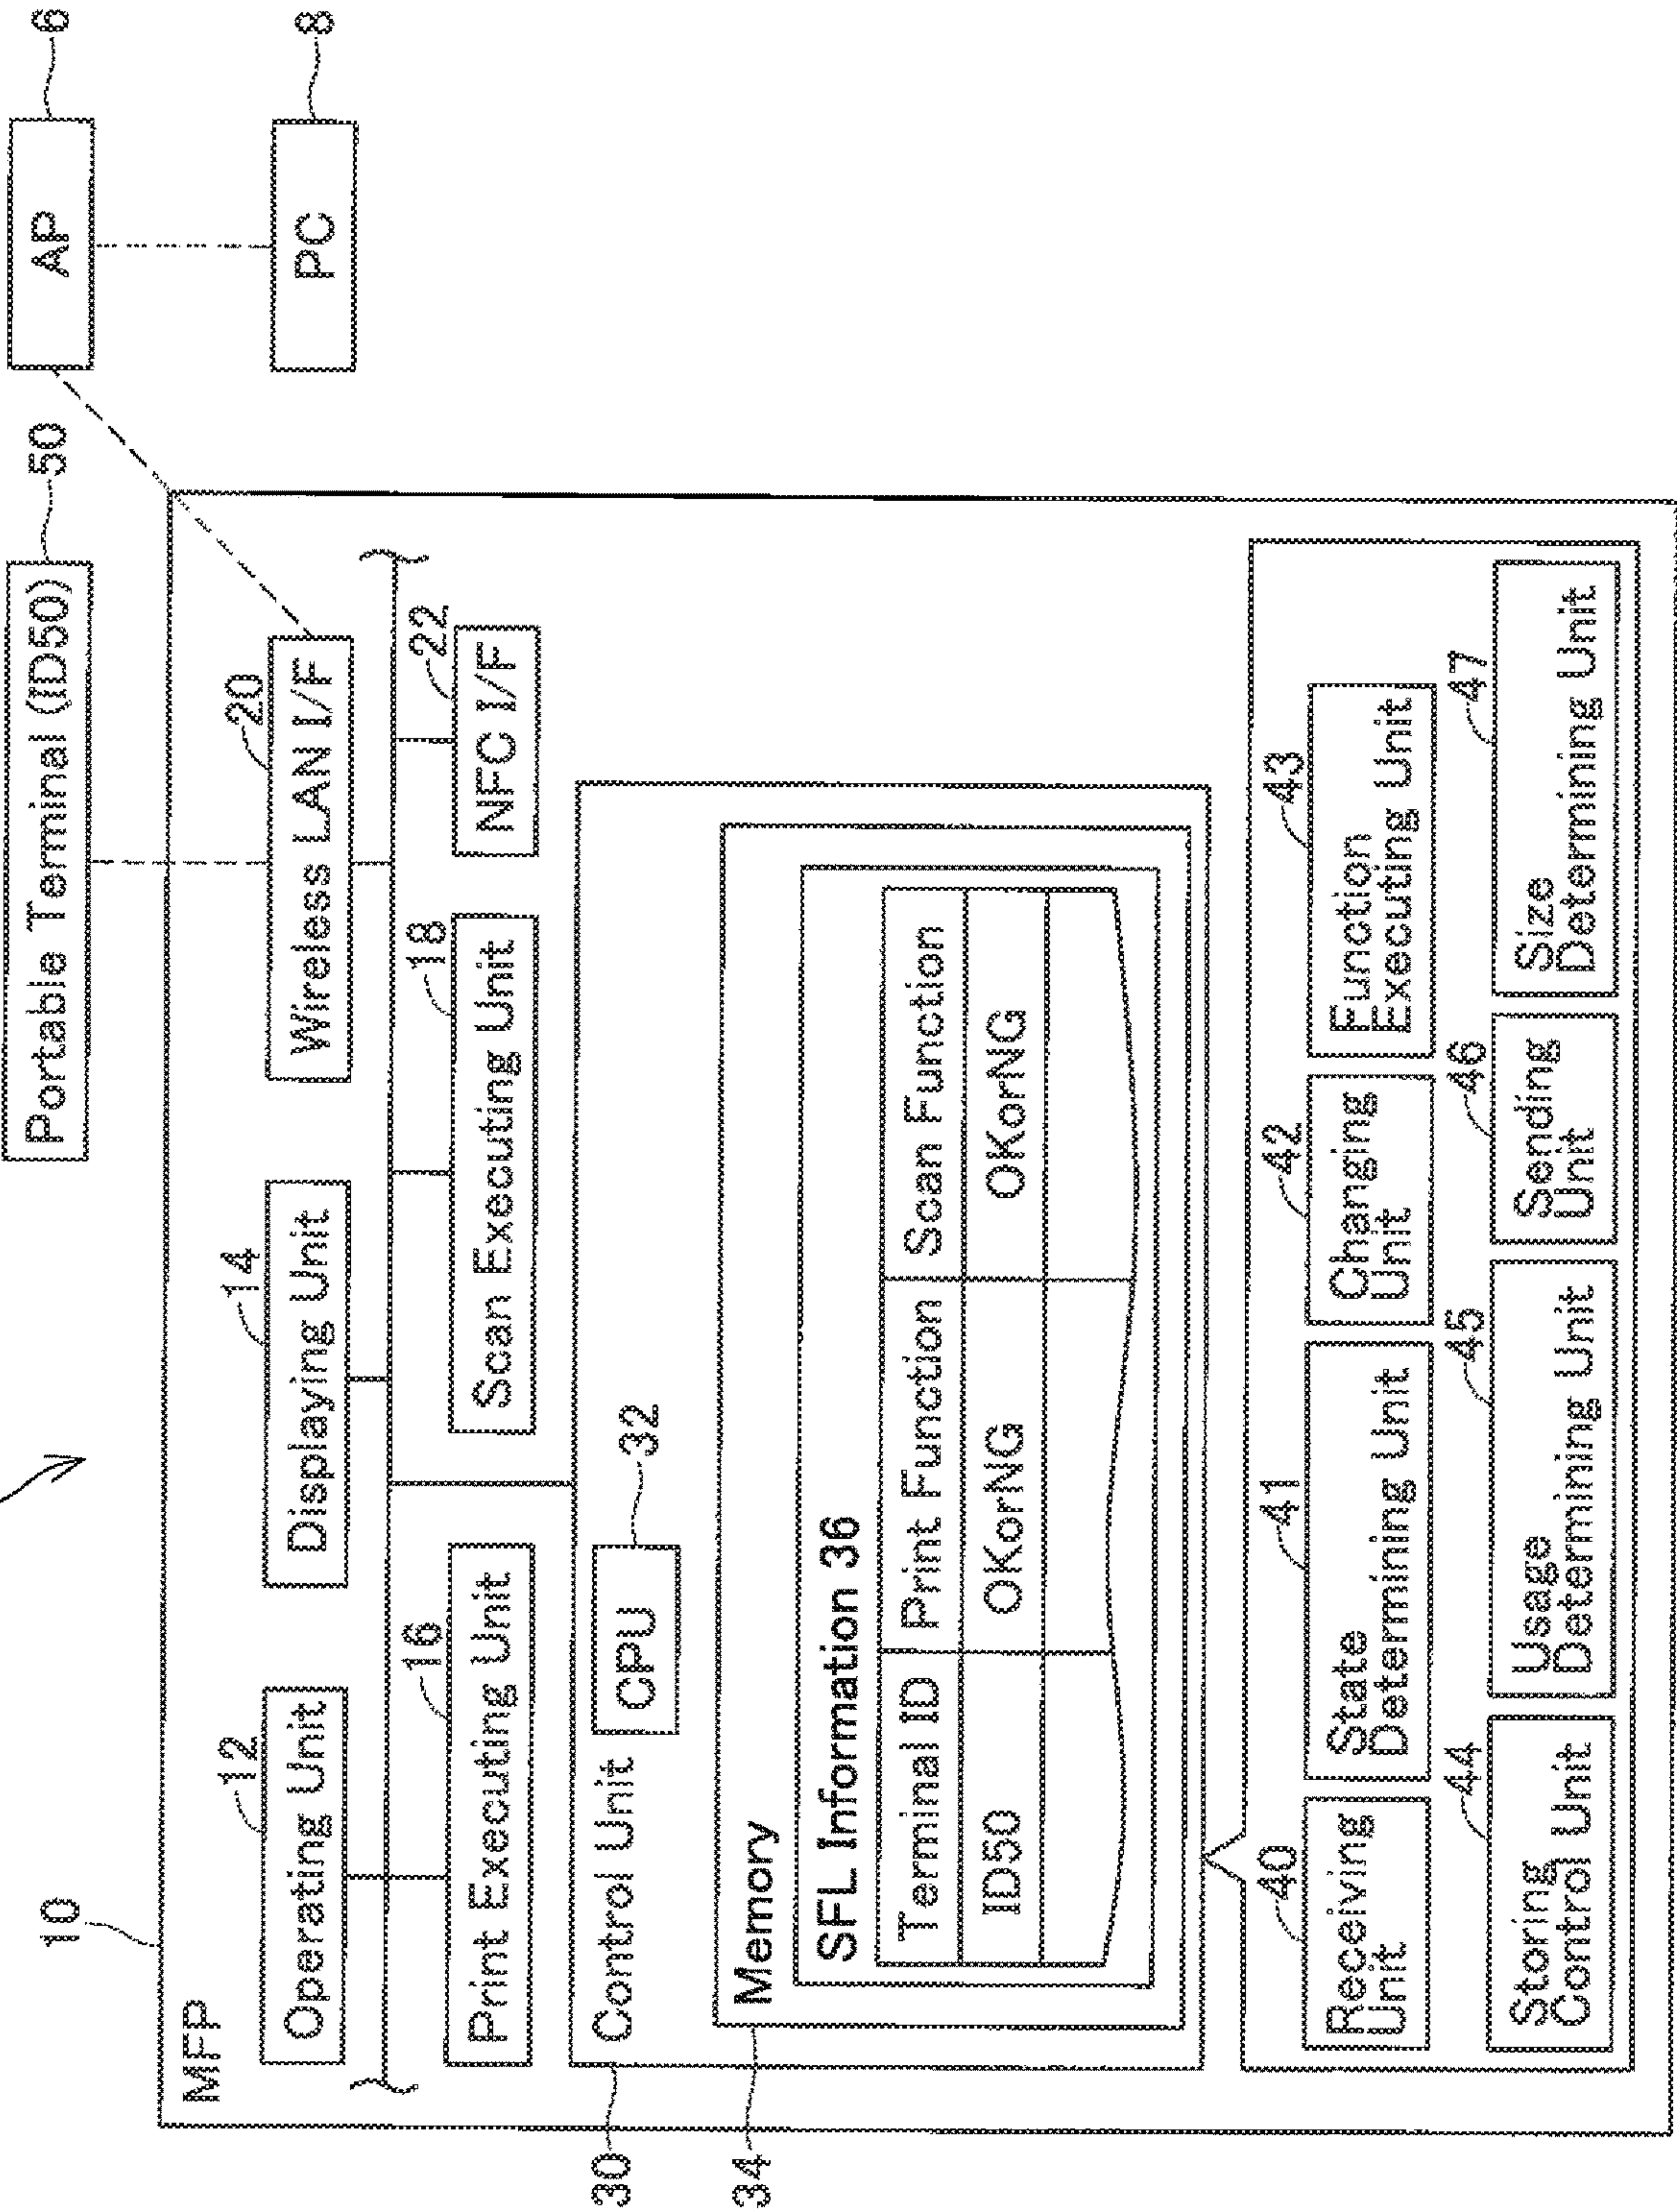 10
MFP
Portable Terminal (ID50)
50
AP
6
PC
8
12
Operating Unit
14
Displaying Unit
20
Wireless LAN I/F
16
Print Executing Unit
18
Scan Executing Unit
22
NFC I/F
30
Control Unit
CPU
32
34
Memory
SFL Information 36
Terminal ID
Print Function
Scan Function
ID50
OKorNG
OKorNG
40
Receiving
Unit
41
State
Determining Unit
42
Changing
Unit
43
Function
Executing Unit
44
Storing
Control Unit
45
Usage
Determining Unit
46
Sending
Unit
47
Size
Determining Unit